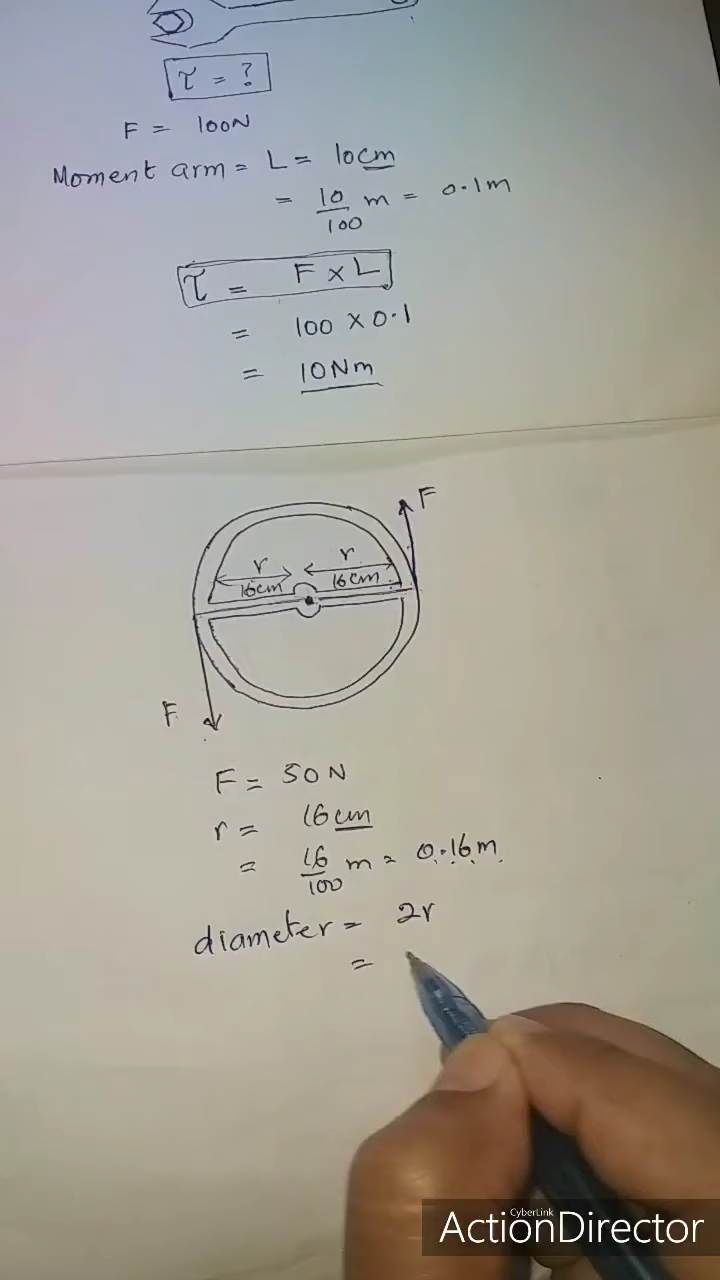 τ = ?
F = 100N
Moment arm = L = 10cm
= 10/100 m = 0.1m
τ = F × L
= 100 × 0.1
= 10Nm
F
r r
16cm 16cm
F
F = 50N
r = 16cm
= 16/100 m = 0.16m
diameter = 2r
=
CyberLink
ActionDirector